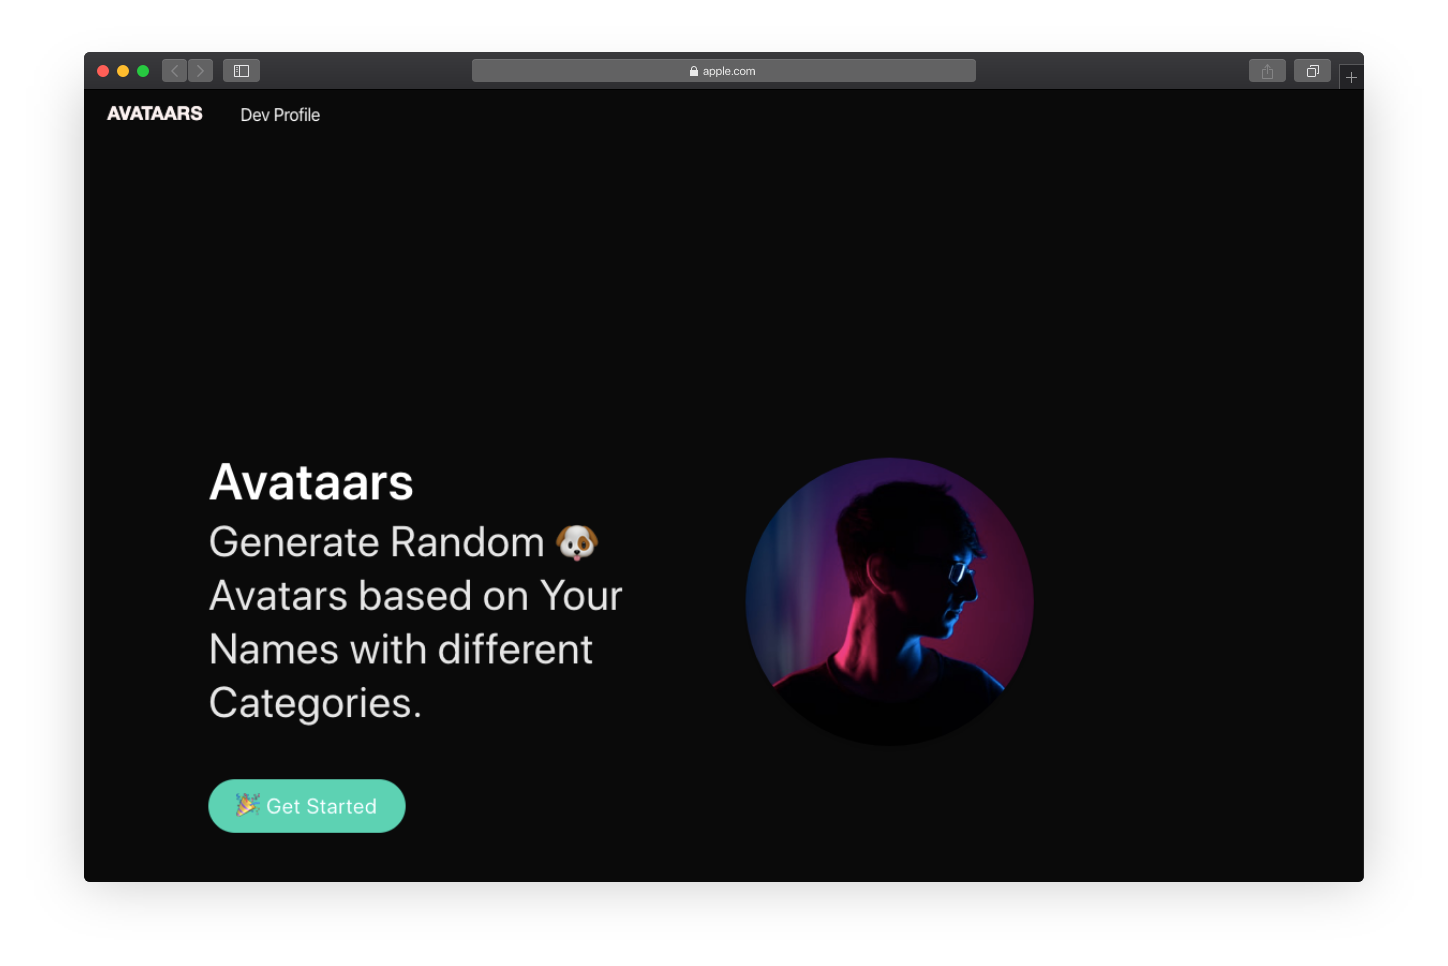 apple.com
AVATAARS Dev Profile
Avataars
Generate Random 🐶
Avatars based on Your
Names with different
Categories.
🎉 Get Started